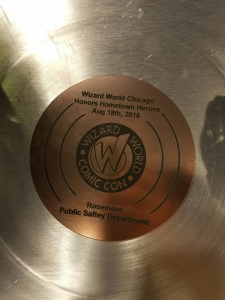 Wizard World Chicago
Honors Hometown Heroes
Aug 18th, 2016
WIZARD WORLD
W
COMIC CON
Rosemont
Public Saftey Department